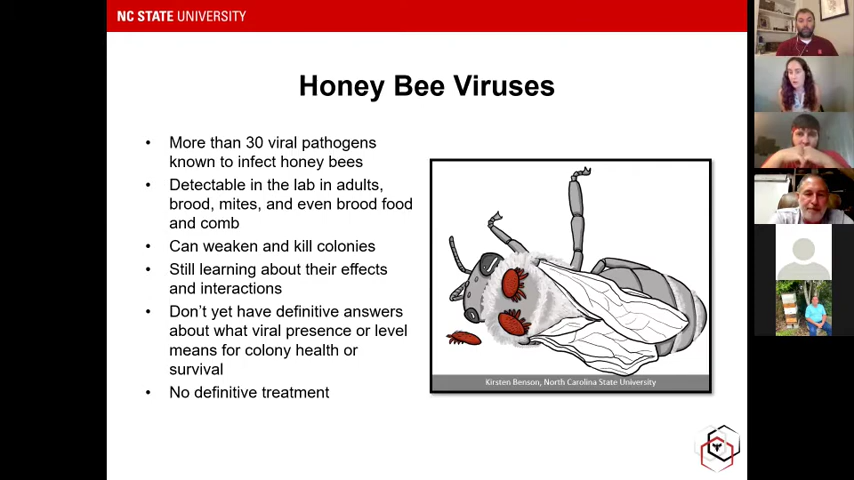 NC STATE UNIVERSITY
Honey Bee Viruses
• More than 30 viral pathogens
known to infect honey bees
• Detectable in the lab in adults,
brood, mites, and even brood food
and comb
• Can weaken and kill colonies
• Still learning about their effects
and interactions
• Don't yet have definitive answers
about what viral presence or level
means for colony health or
survival
• No definitive treatment
Kirsten Benson, North Carolina State University